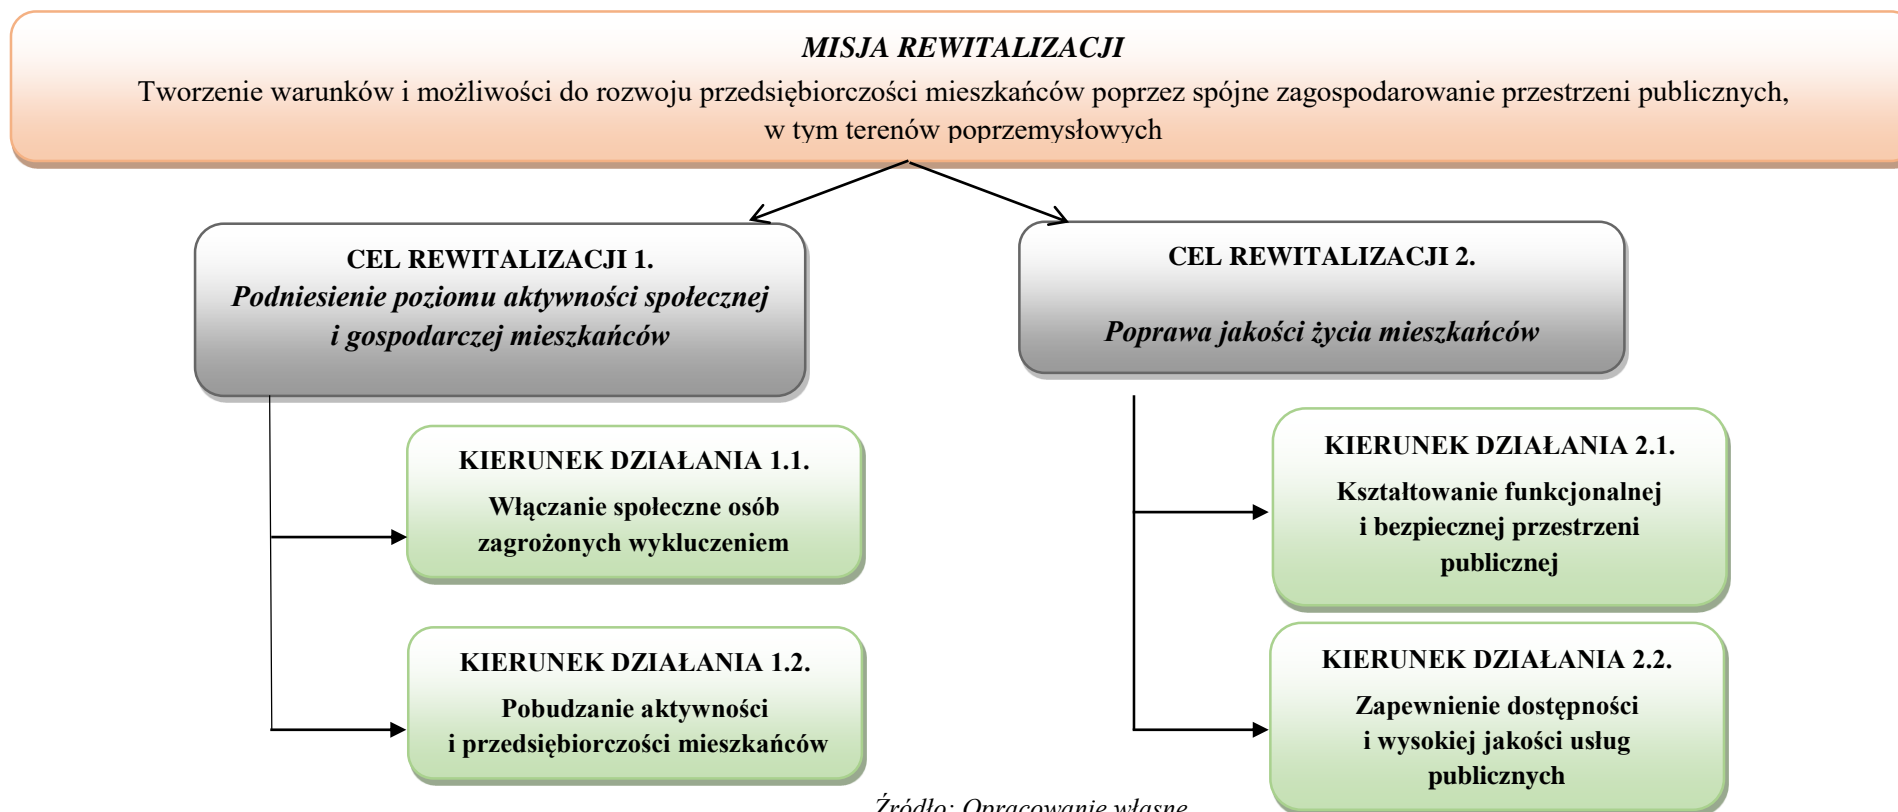 MISJA REWITALIZACJI
Tworzenie warunków i możliwości do rozwoju przedsiębiorczości mieszkańców poprzez spójne zagospodarowanie przestrzeni publicznych,
w tym terenów poprzemysłowych
CEL REWITALIZACJI 1.
Podniesienie poziomu aktywności społecznej
i gospodarczej mieszkańców
KIERUNEK DZIAŁANIA 1.1.
Włączanie społeczne osób
zagrożonych wykluczeniem
KIERUNEK DZIAŁANIA 1.2.
Pobudzanie aktywności
i przedsiębiorczości mieszkańców
CEL REWITALIZACJI 2.
Poprawa jakości życia mieszkańców
KIERUNEK DZIAŁANIA 2.1.
Kształtowanie funkcjonalnej
i bezpiecznej przestrzeni
publicznej
KIERUNEK DZIAŁANIA 2.2.
Zapewnienie dostępności
i wysokiej jakości usług
publicznych
Źródło: Opracowanie własne